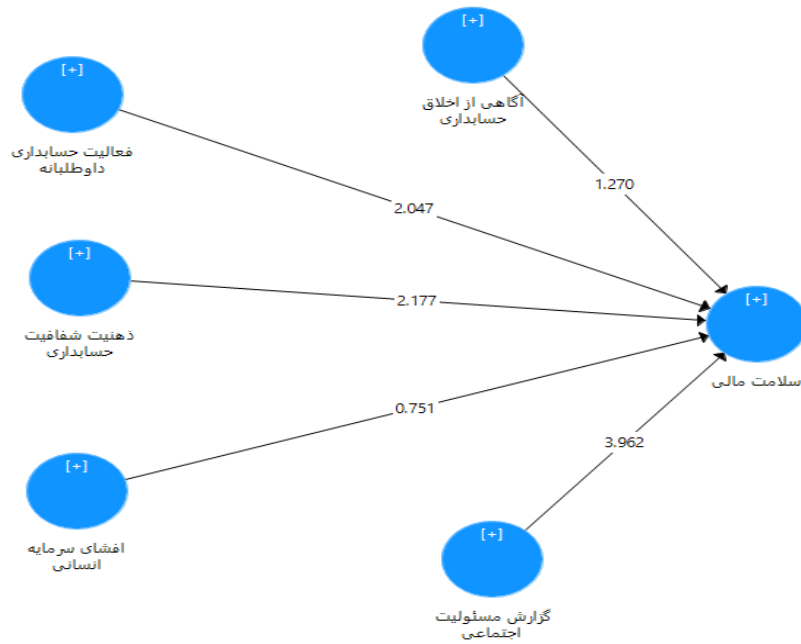 [+]
آگاهی از اخلاق
حسابداری
[+]
فعالیت حسابداری
داوطلبانه
1.270
2.047
[+]
ذهنیت شفافیت
حسابداری
2.177
[+]
سلامت مالی
0.751
[+]
افشای سرمایه
انسانی
3.962
[+]
گزارش مسئولیت
اجتماعی